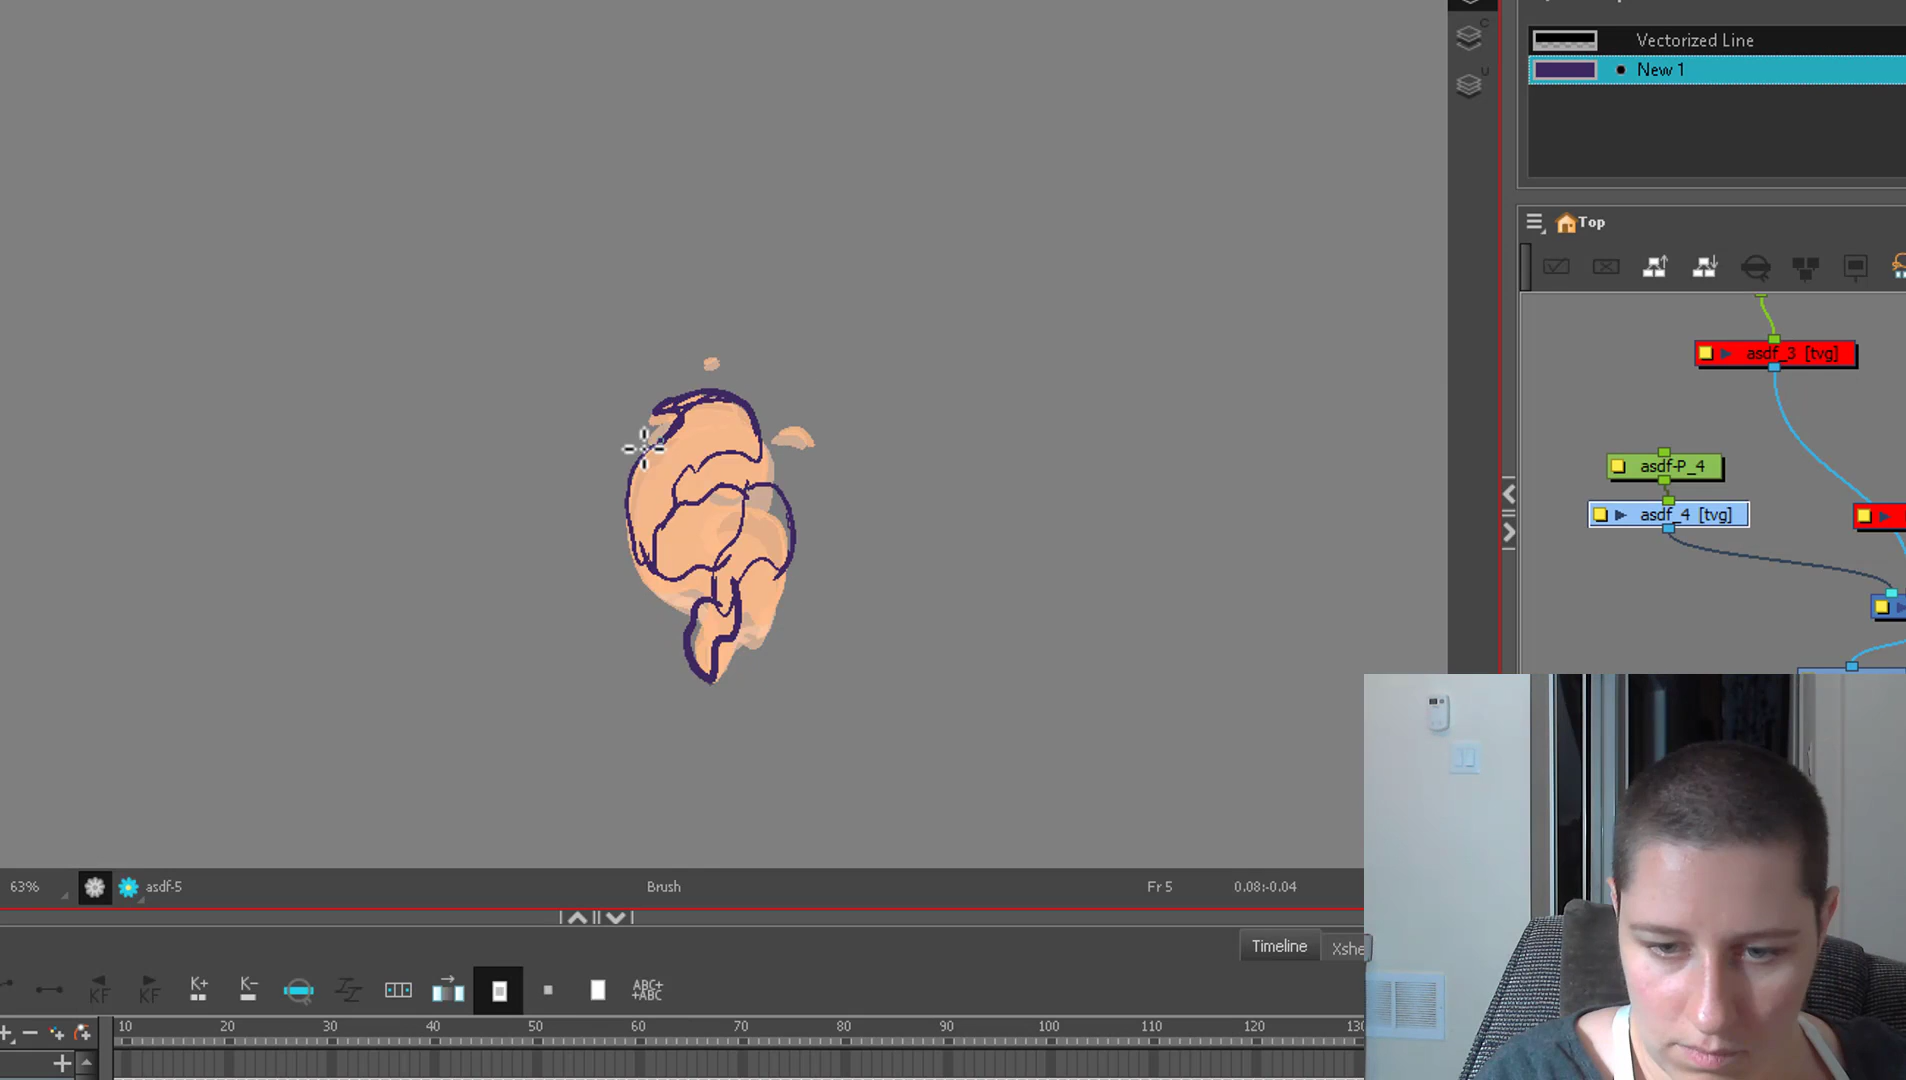 C
Vectorized Line
New 1
U
Top
asdf_3 [tvg]
asdf-P_4
asdf_4 [tvg]
63%
asdf-5
Brush
Fr 5
0.08:-0.04
Timeline
Xshe
KF
KF
K+
K-
ABC+
+ABC
10 20 30 40 50 60 70 80 90 100 110 120 130